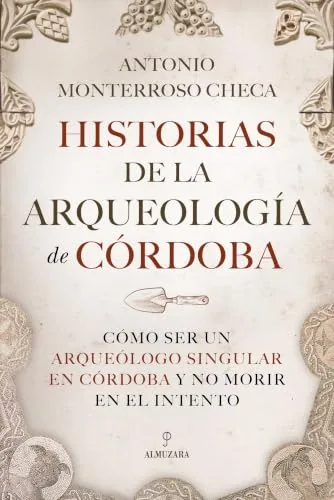 ANTONIO
MONTERROSO CHECA
HISTORIAS
DE LA
ARQUEOLOGÍA
de CÓRDOBA
CÓMO SER UN
ARQUEÓLOGO SINGULAR
EN CÓRDOBA Y NO MORIR
EN EL INTENTO
ALMUZARA